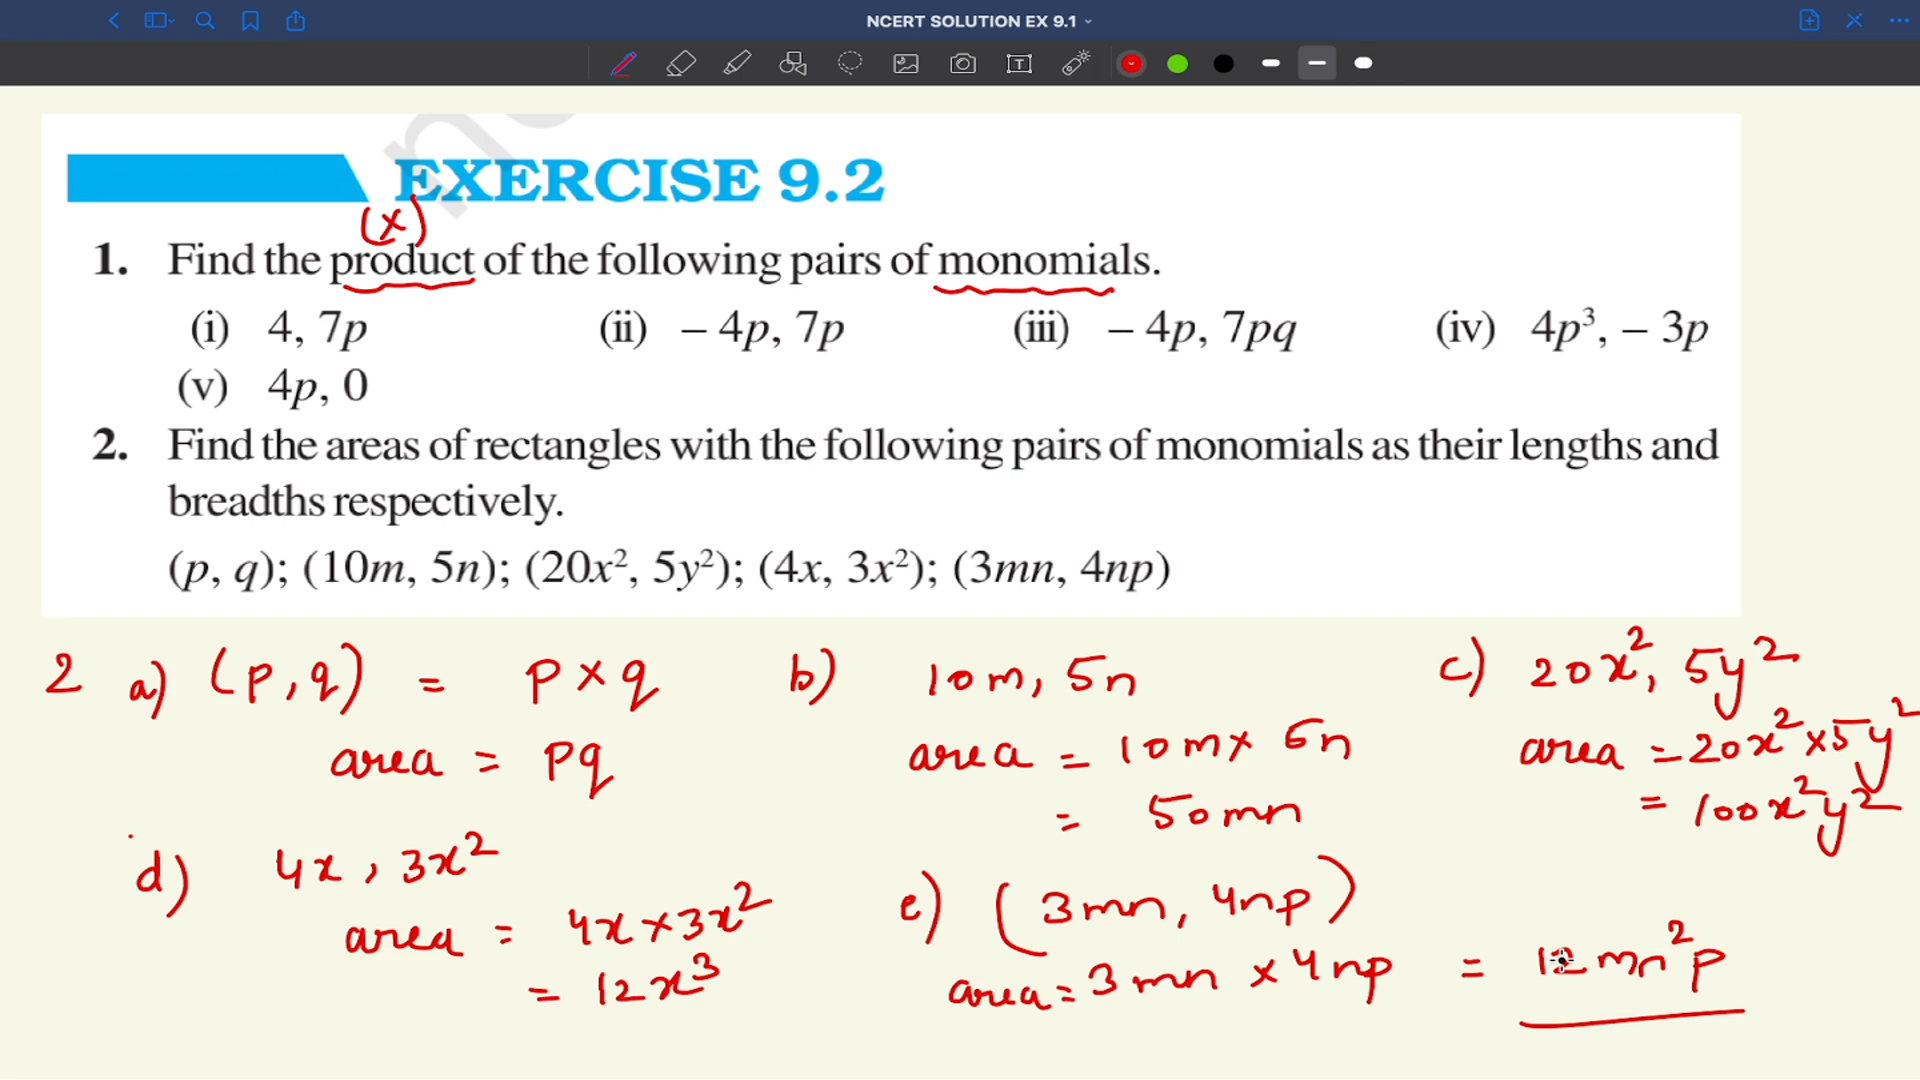 NCERT SOLUTION EX 9.1
EXERCISE 9.2
(x)
1. Find the product of the following pairs of monomials.
(i) 4, 7p (ii) – 4p, 7p (iii) – 4p, 7pq (iv) 4p³, – 3p
(v) 4p, 0
2. Find the areas of rectangles with the following pairs of monomials as their lengths and
breadths respectively.
(p, q); (10m, 5n); (20x², 5y²); (4x, 3x²); (3mn, 4np)
2 a) (p,q) = p × q
area = pq
b) 10m, 5n
area = 10m × 5n
= 50mn
c) 20x², 5y²
area = 20x² × 5y²
= 100x²y²
d) 4x, 3x²
area = 4x × 3x²
= 12x³
e) (3mn, 4np)
area = 3mn × 4np = 12mn²p